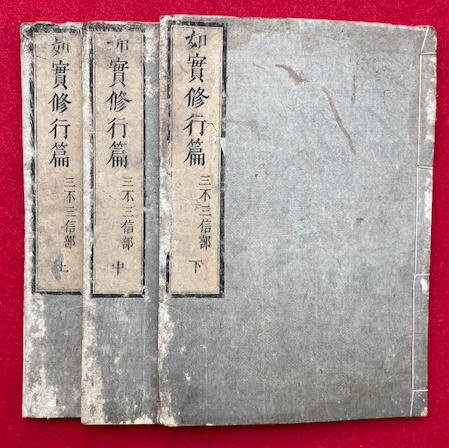 如實修行篇 三不三信部 下
如實修行篇 三不三信部 中
如實修行篇 三不三信部 上